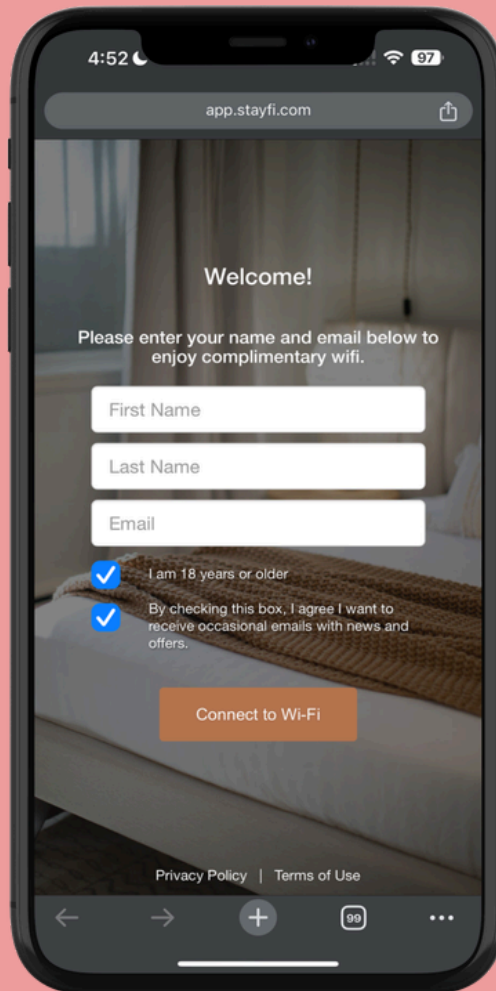 4:52
97
app.stayfi.com
Welcome!
Please enter your name and email below to
enjoy complimentary wifi.
First Name
Last Name
Email
I am 18 years or older
By checking this box, I agree I want to
receive occasional emails with news and
offers.
Connect to Wi-Fi
Privacy Policy | Terms of Use
99